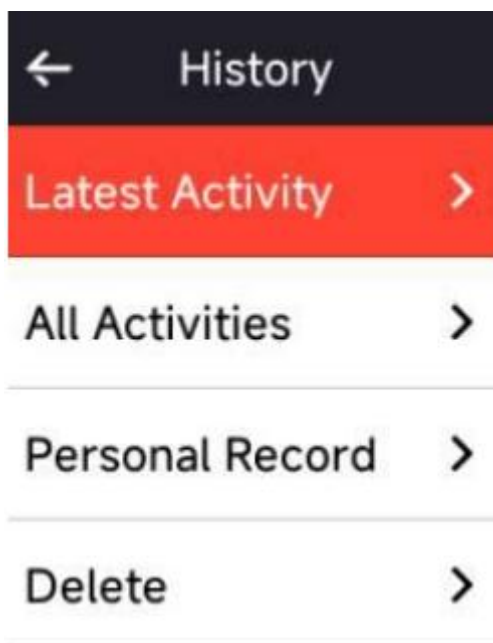 History
Latest Activity
All Activities
Personal Record
Delete